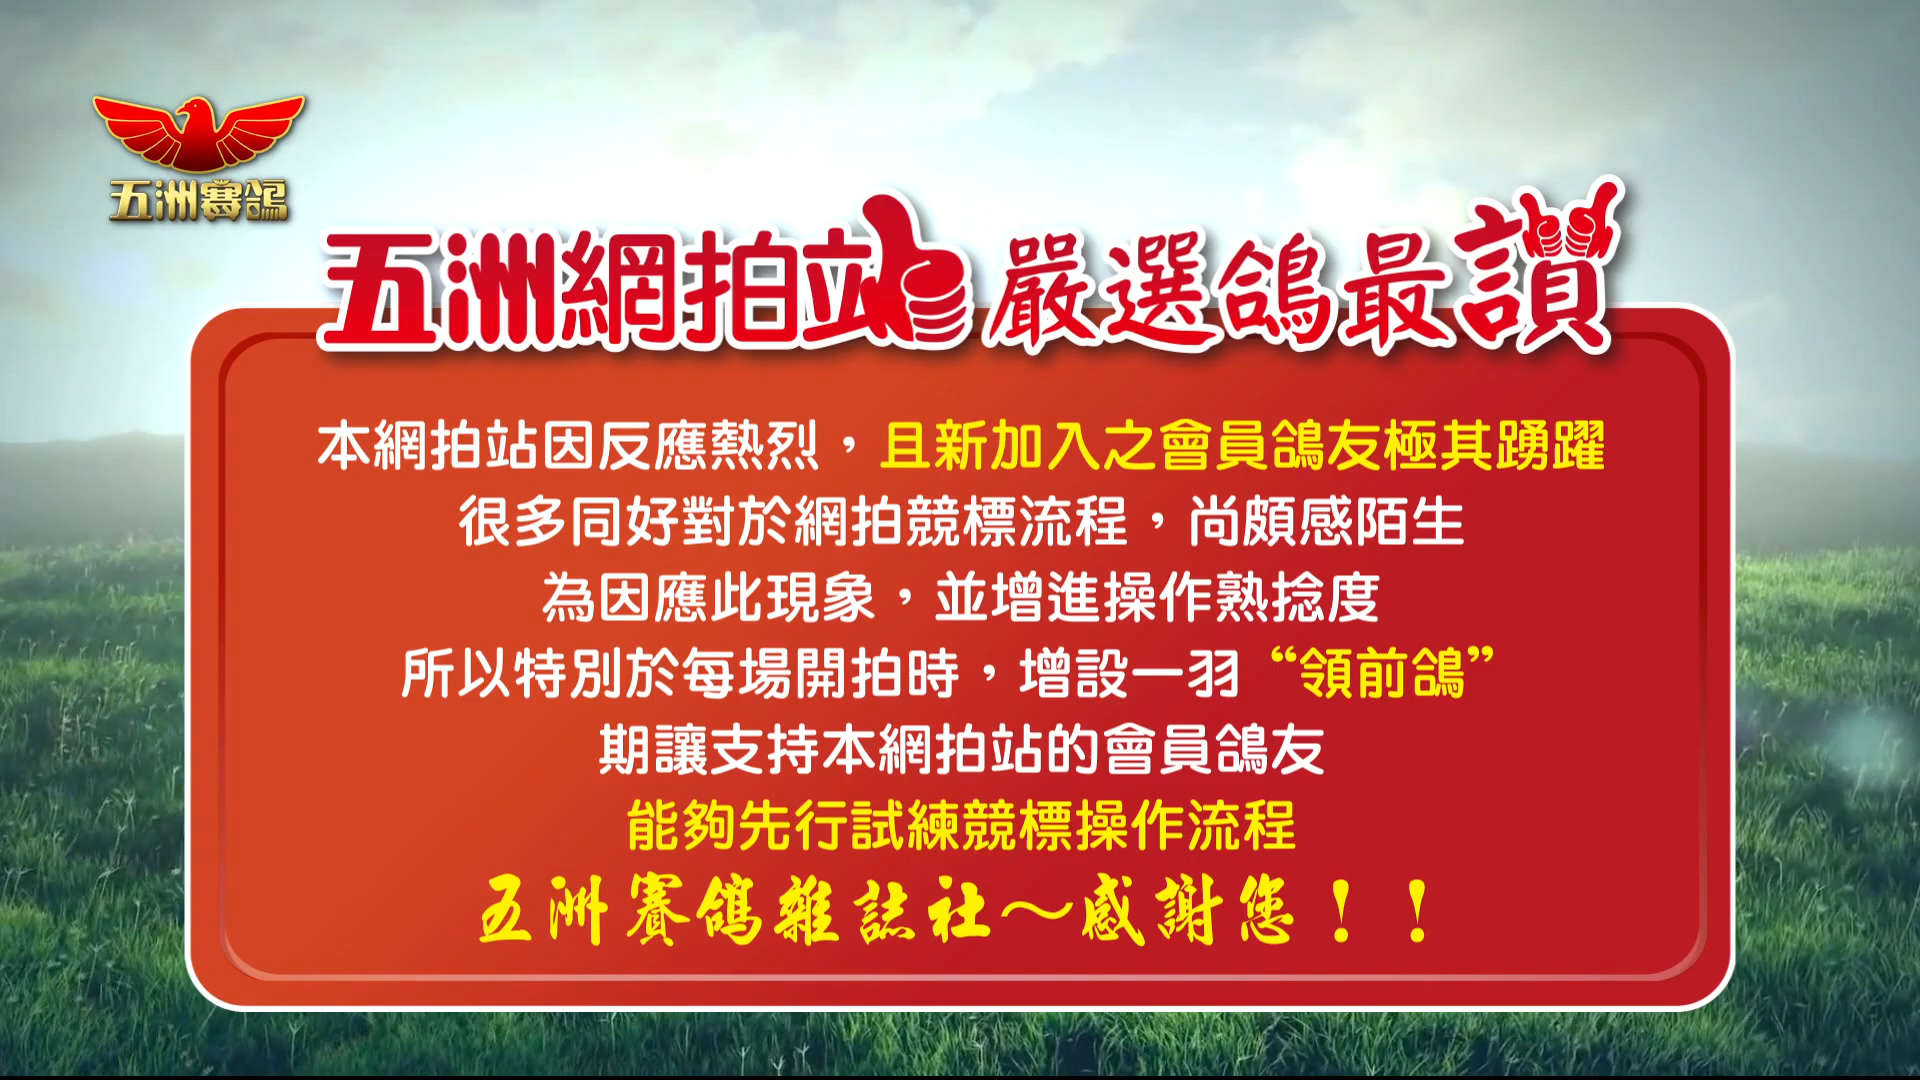 五洲賽鴿
五洲網拍站 嚴選鴿最讚
本網拍站因反應熱烈，且新加入之會員鴿友極其踴躍
很多同好對於網拍競標流程，尚頗感陌生
為因應此現象，並增進操作熟捻度
所以特別於每場開拍時，增設一羽“領前鴿”
期讓支持本網拍站的會員鴿友
能夠先行試練競標操作流程
五洲賽鴿雜誌社～感謝您！！